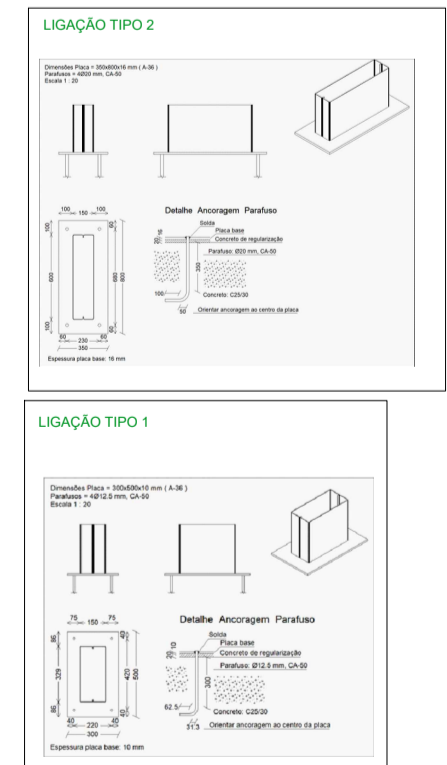 LIGAÇÃO TIPO 2
Dimensões Placa = 350x800x16 mm ( A-36 )
Parafusos = 4Ø20 mm, CA-50
Escala 1 : 20
100 150 100
100
600
100
60
680
60
800
60 230 60
350
Espessura placa base: 16 mm
Detalhe Ancoragem Parafuso
Solda
Placa base
Concreto de regularização
Parafuso: Ø20 mm, CA-50
20 16
350
100
Concreto: C25/30
50
Orientar ancoragem ao centro da placa
LIGAÇÃO TIPO 1
Dimensões Placa = 300x500x10 mm ( A-36 )
Parafusos = 4Ø12.5 mm, CA-50
Escala 1 : 20
75 150 75
86
329
86
40
420
40
500
40 220 40
300
Espessura placa base: 10 mm
Detalhe Ancoragem Parafuso
Solda
Placa base
Concreto de regularização
Parafuso: Ø12.5 mm, CA-50
20 10
300
62.5
Concreto: C25/30
31.3
Orientar ancoragem ao centro da placa